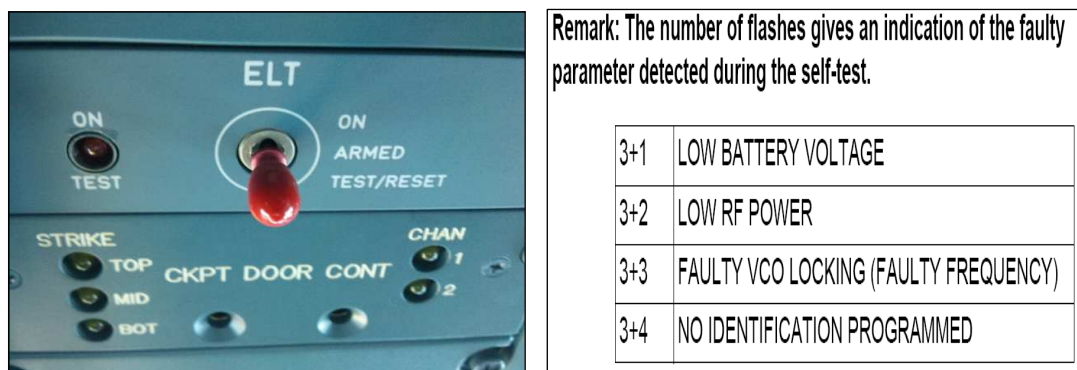 ELT
ON
TEST
ON
ARMED
TEST/RESET
STRIKE
TOP
MID
BOT
CKPT DOOR CONT
CHAN
1
2
Remark: The number of flashes gives an indication of the faulty
parameter detected during the self-test.
3+1 LOW BATTERY VOLTAGE
3+2 LOW RF POWER
3+3 FAULTY VCO LOCKING (FAULTY FREQUENCY)
3+4 NO IDENTIFICATION PROGRAMMED